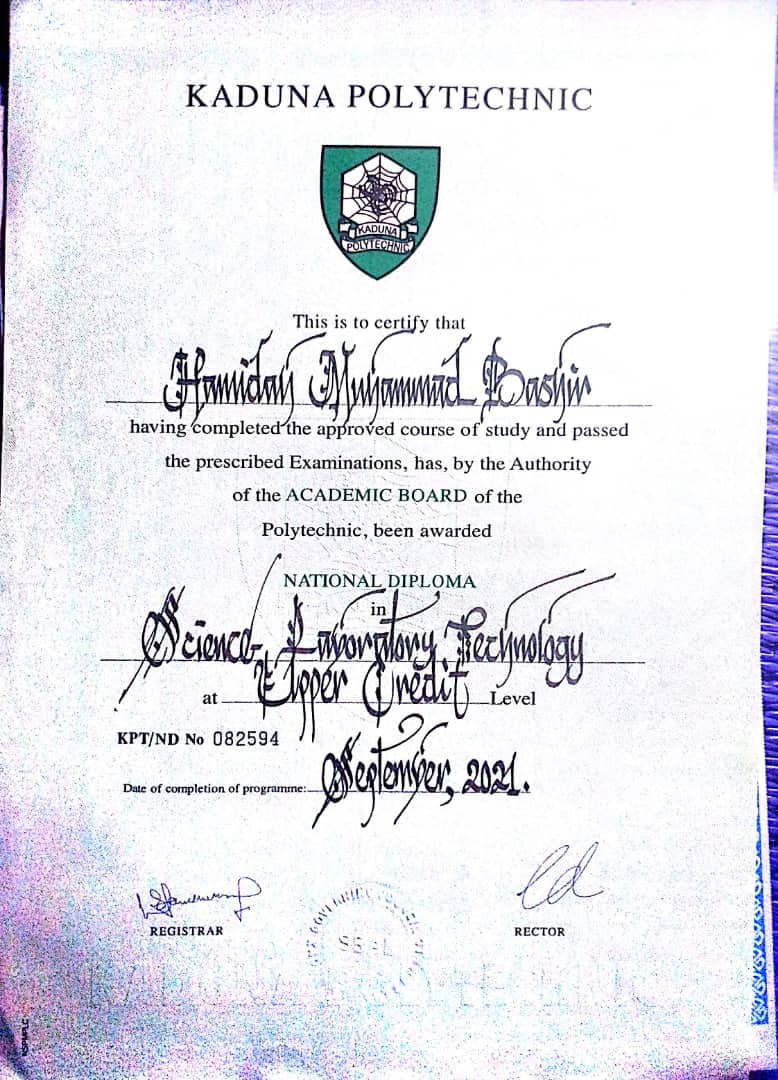 KADUNA POLYTECHNIC
KADUNA
POLYTECHNIC
This is to certify that
Hamidah Muhammad Bashir
having completed the approved course of study and passed
the prescribed Examinations, has, by the Authority
of the ACADEMIC BOARD of the
Polytechnic, been awarded
NATIONAL DIPLOMA
in
Science Laboratory Technology
at Upper Credit Level
KPT/ND No 082594
Date of completion of programme: September, 2021.
REGISTRAR
RECTOR
SEAL